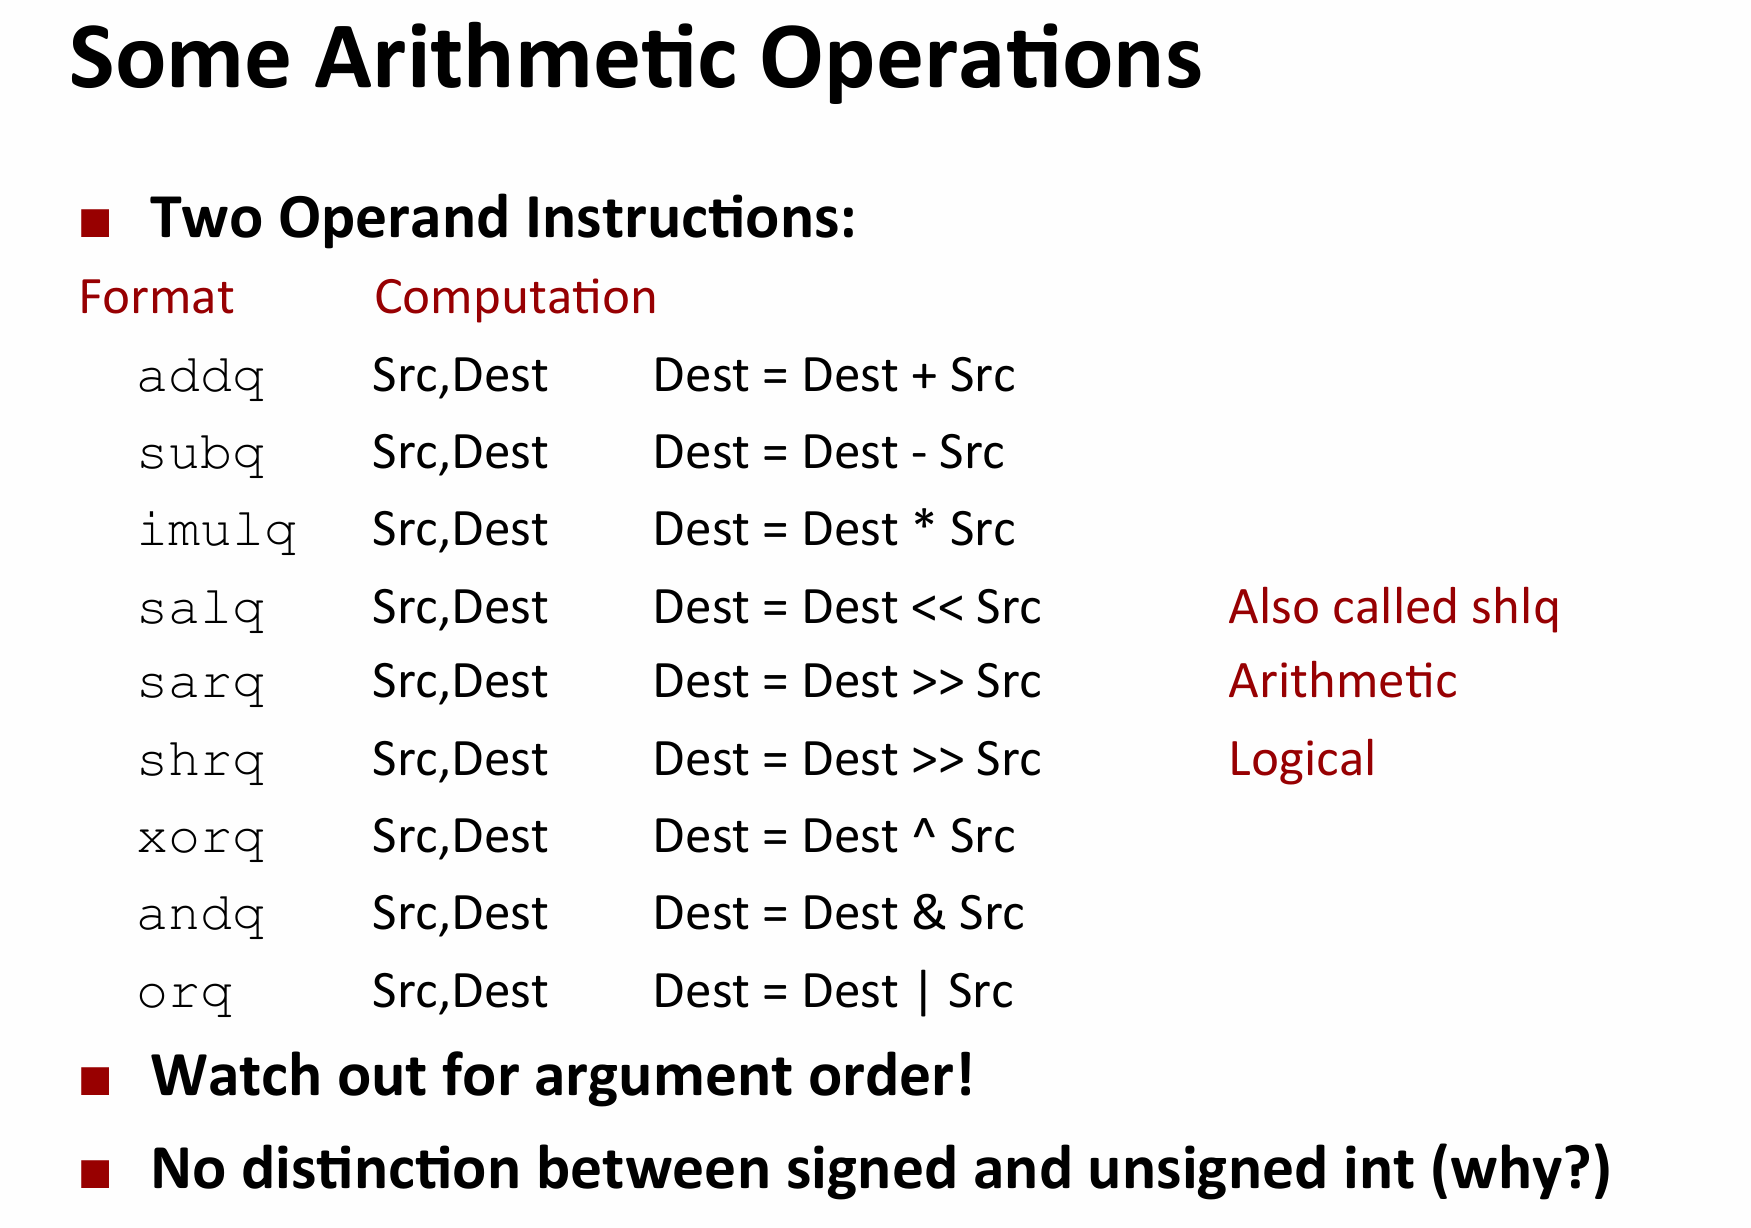 Some Arithmetic Operations
■ Two Operand Instructions:
Format Computation
addq Src,Dest Dest = Dest + Src
subq Src,Dest Dest = Dest - Src
imulq Src,Dest Dest = Dest * Src
salq Src,Dest Dest = Dest << Src Also called shlq
sarq Src,Dest Dest = Dest >> Src Arithmetic
shrq Src,Dest Dest = Dest >> Src Logical
xorq Src,Dest Dest = Dest ^ Src
andq Src,Dest Dest = Dest & Src
orq Src,Dest Dest = Dest | Src
■ Watch out for argument order!
■ No distinction between signed and unsigned int (why?)